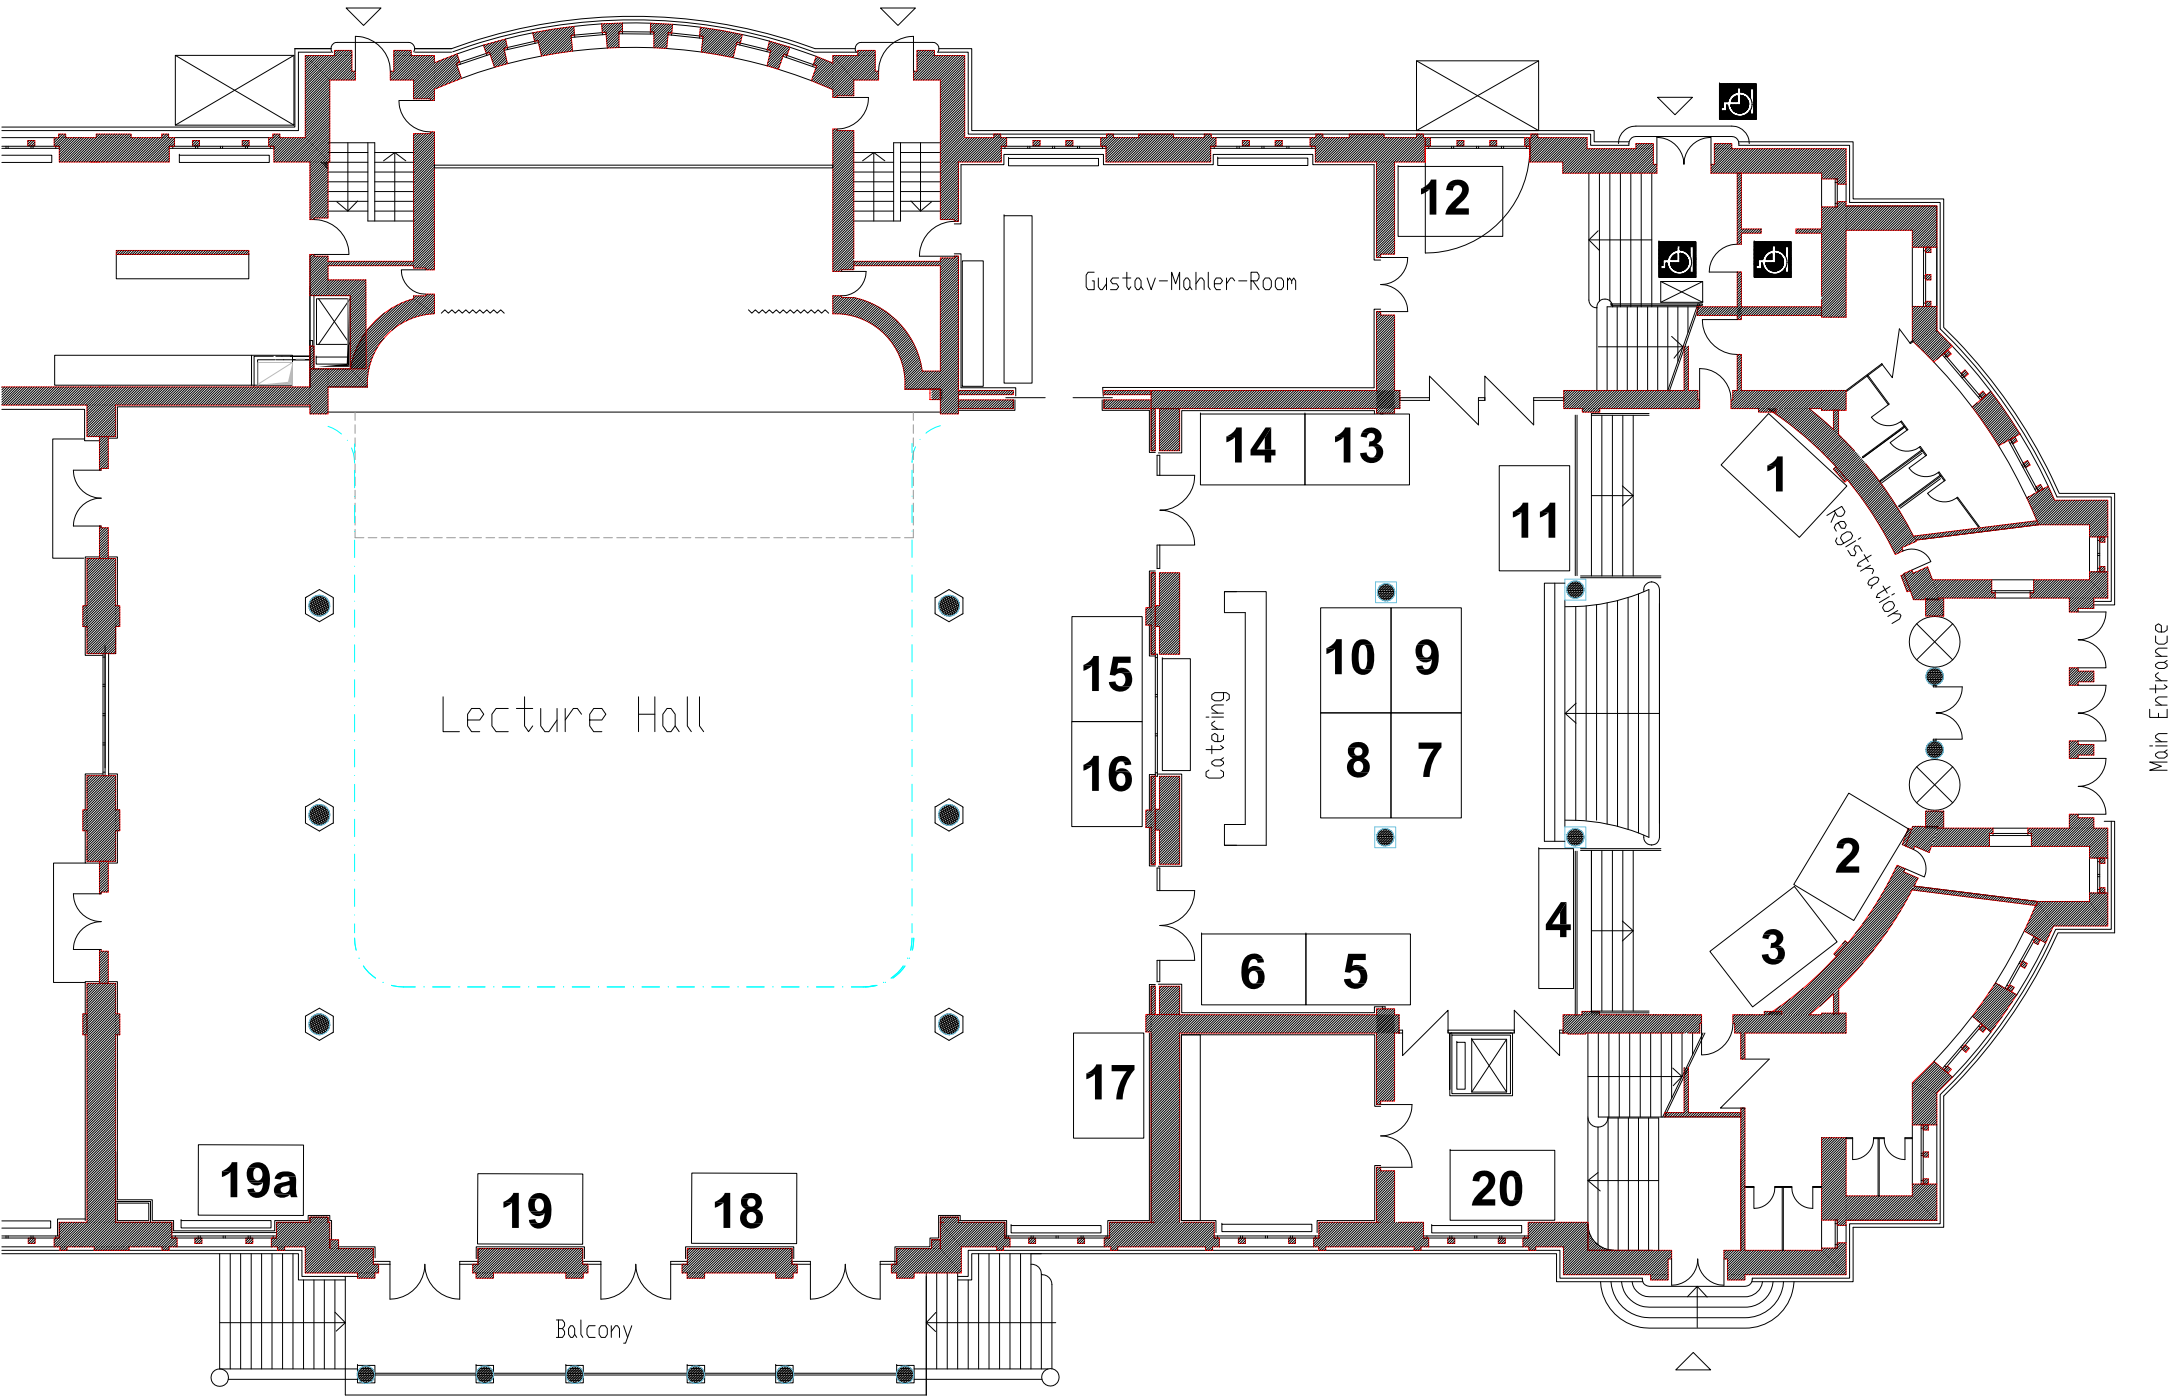 12
Gustav-Mahler-Room
14
13
1
11
Registration
15
10
9
Main Entrance
Lecture Hall
Catering
16
8
7
2
4
3
6
5
17
19a
19
18
20
Balcony